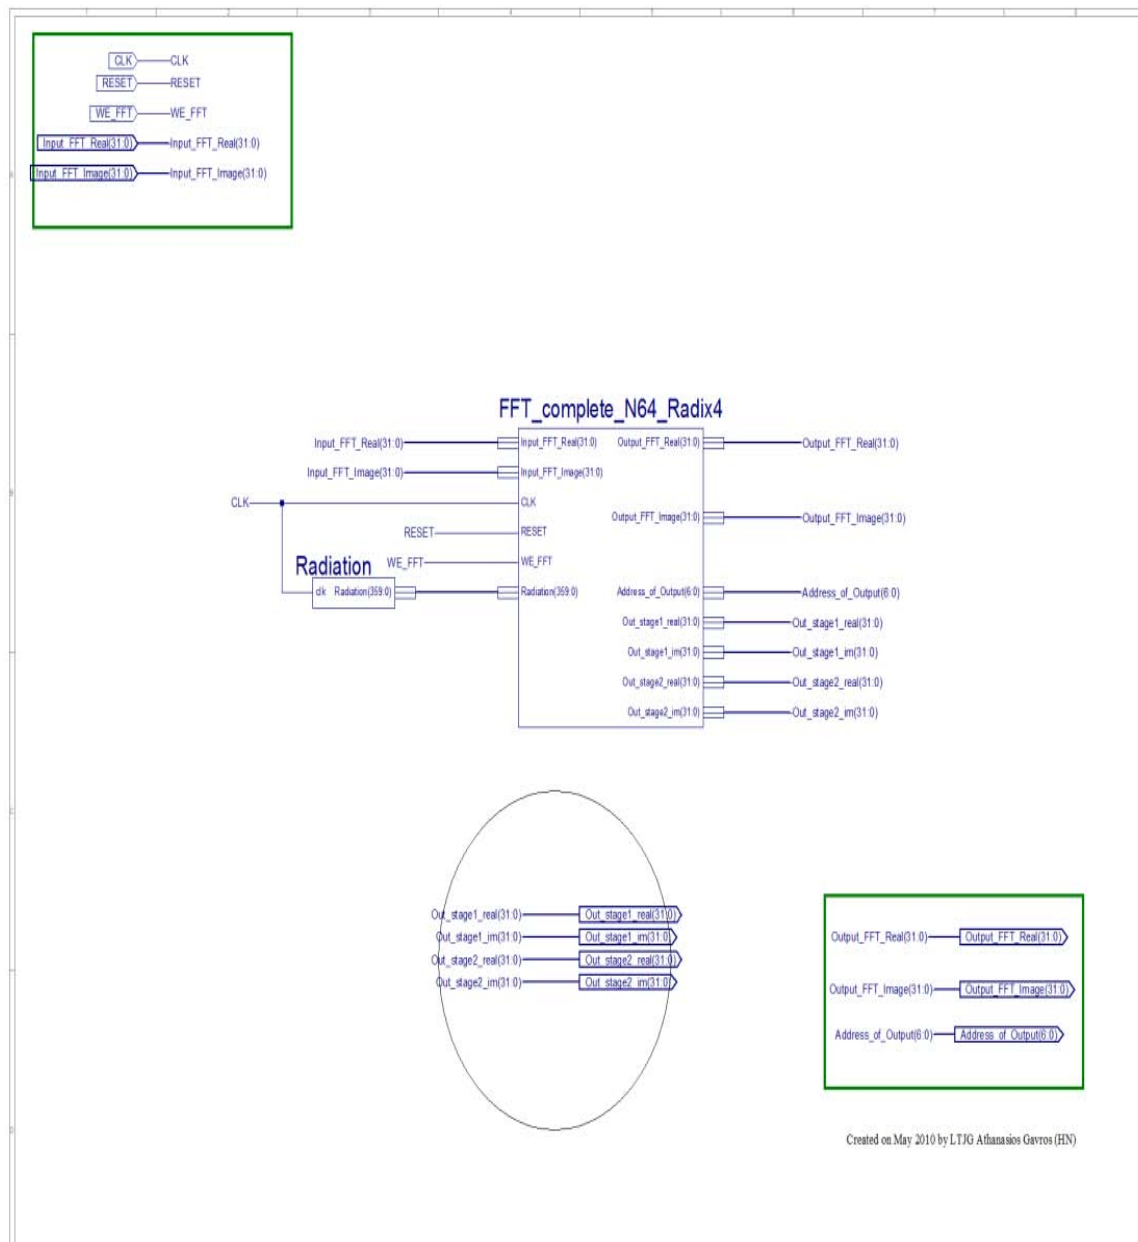 CLK CLK
RESET RESET
WE_FFT WE_FFT
Input_FFT_Real(31:0) Input_FFT_Real(31:0)
Input_FFT_Image(31:0) Input_FFT_Image(31:0)
FFT_complete_N64_Radix4
Input_FFT_Real(31:0) Input_FFT_Real(31:0) Output_FFT_Real(31:0) Output_FFT_Real(31:0)
Input_FFT_Image(31:0) Input_FFT_Image(31:0)
CLK CLK
Output_FFT_Image(31:0) Output_FFT_Image(31:0)
RESET RESET
Radiation WE_FFT WE_FFT
clk Radiation(359:0) Radiation(359:0) Address_of_Output(6:0) Address_of_Output(6:0)
Out_stage1_real(31:0) Out_stage1_real(31:0)
Out_stage1_im(31:0) Out_stage1_im(31:0)
Out_stage2_real(31:0) Out_stage2_real(31:0)
Out_stage2_im(31:0) Out_stage2_im(31:0)
Out_stage1_real(31:0) Out_stage1_real(31:0)
Out_stage1_im(31:0) Out_stage1_im(31:0)
Out_stage2_real(31:0) Out_stage2_real(31:0)
Out_stage2_im(31:0) Out_stage2_im(31:0)
Output_FFT_Real(31:0) Output_FFT_Real(31:0)
Output_FFT_Image(31:0) Output_FFT_Image(31:0)
Address_of_Output(6:0) Address_of_Output(6:0)
Created on May 2010 by LTJG Athanasios Gavros (HN)